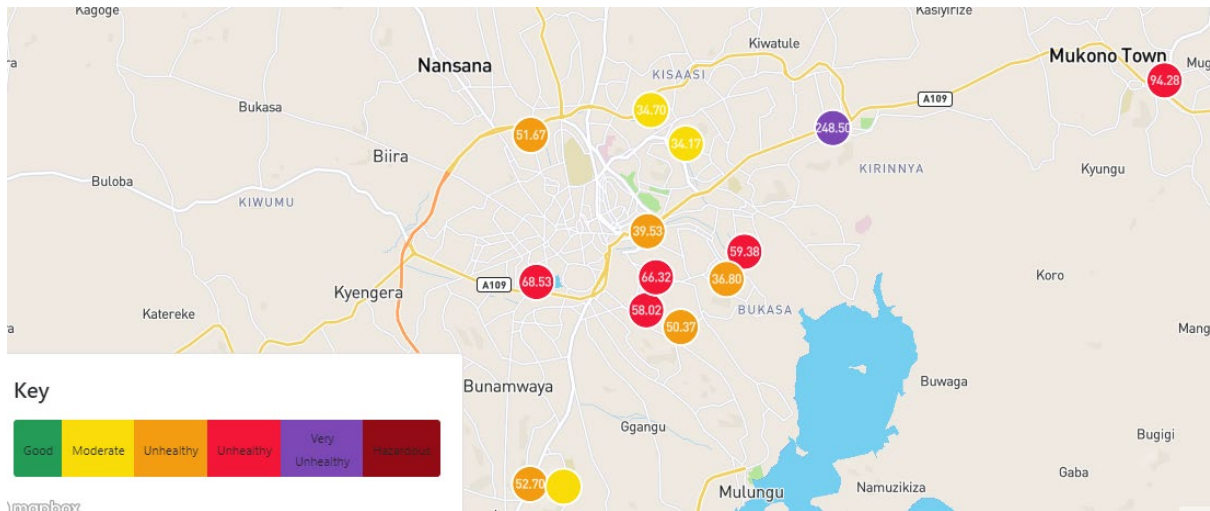 Kagoge
Kasiyirize
Kiwatule
Mukono Town
Nansana
KISAASI
94.28
A109
Bukasa
34.70
248.50
51.67
34.17
Biira
KIRINNYA
Kyungu
Buloba
KIWUMU
39.53
59.38
66.32
36.80
Koro
A109
68.53
Kyengera
58.02
BUKASA
Katereke
50.37
Key
Bunamwaya
Buwaga
Ggangu
Bugigi
Good
Moderate
Unhealthy
Unhealthy
Very
Unhealthy
Hazardous
Gaba
52.70
Mulungu
Namuzikiza
mapbox